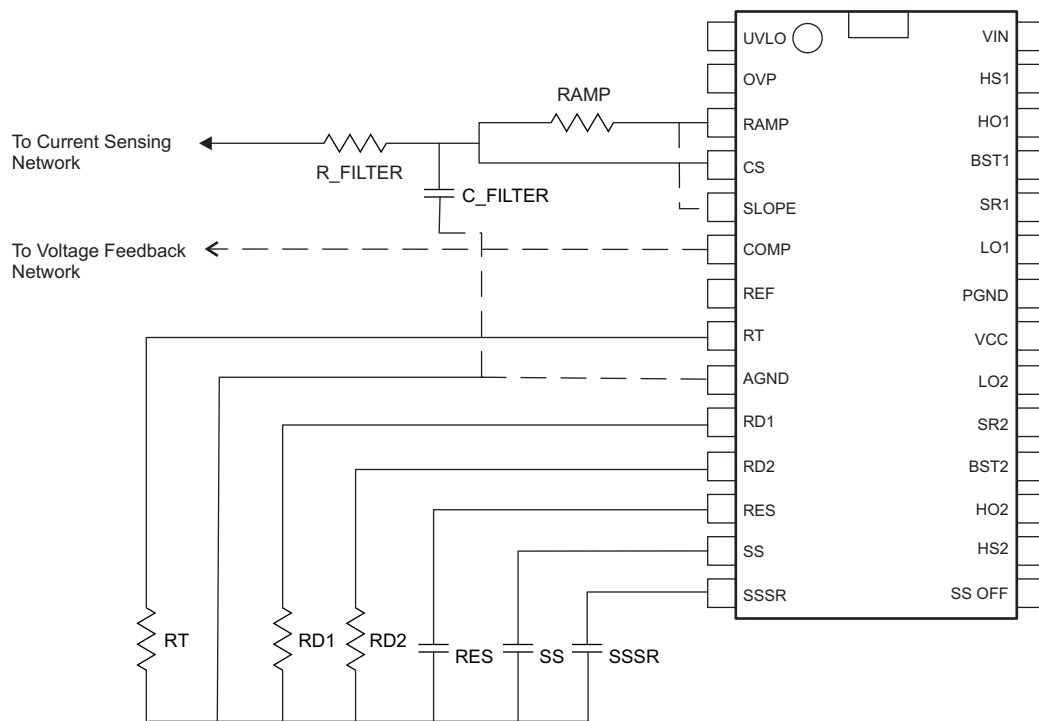 UVLO
VIN
OVP
HS1
RAMP
RAMP
HO1
To Current Sensing
Network
R_FILTER
CS
BST1
C_FILTER
SLOPE
SR1
To Voltage Feedback
Network
COMP
LO1
REF
PGND
RT
VCC
AGND
LO2
RD1
SR2
RD2
BST2
RES
HO2
SS
HS2
SSSR
SS OFF
RT
RD1
RD2
RES
SS
SSSR